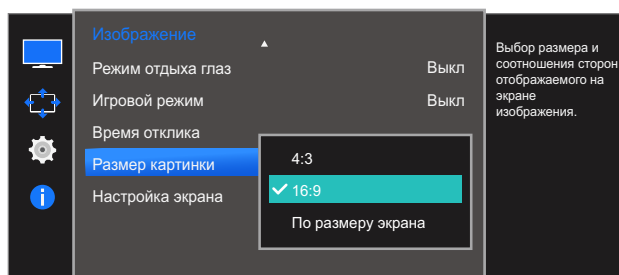 Изображение
Режим отдыха глаз Выкл
Игровой режим Выкл
Время отклика
Размер картинки
Настройка экрана
4:3
16:9
По размеру экрана
Выбор размера и
соотношения сторон
отображаемого на
экране
изображения.